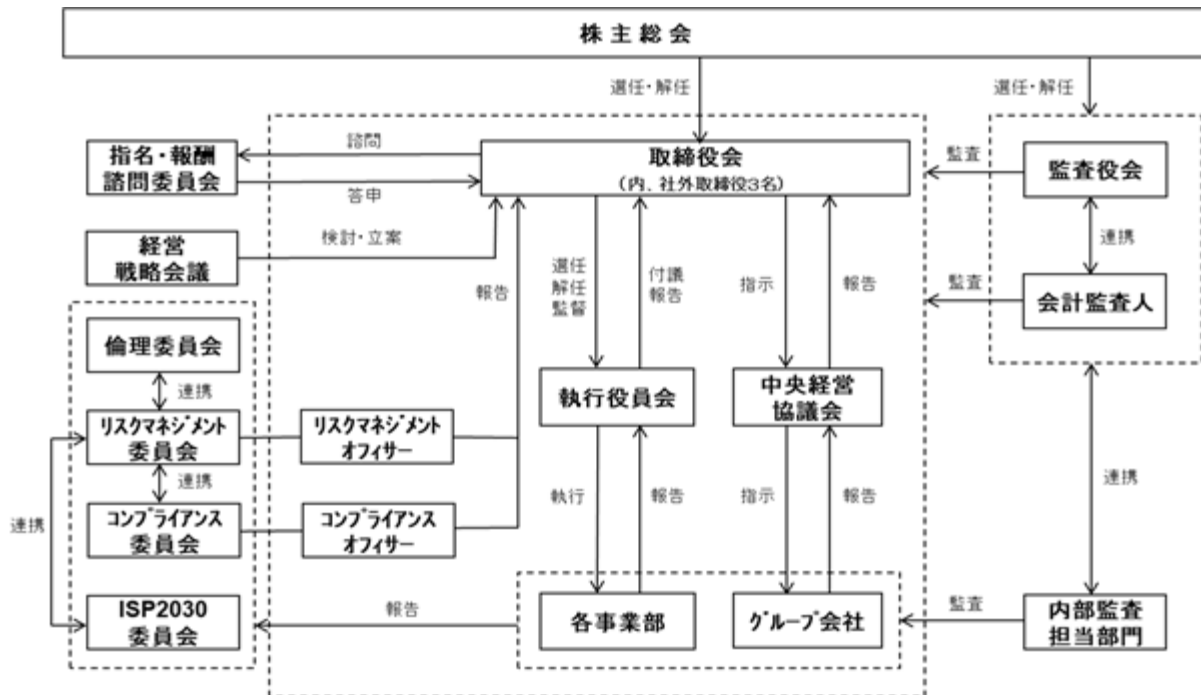 株主総会
選任・解任
選任・解任
指名・報酬
諮問委員会
諮問
答申
取締役会
(内、社外取締役3名)
監査
監査役会
経営
戦略会議
検討・立案
連携
報告
選任
解任
監督
付議
報告
指示
報告
監査
会計監査人
倫理委員会
連携
執行役員会
中央経営
協議会
リスクマネジメント
委員会
リスクマネジメント
オフィサー
連携
執行
報告
指示
報告
連携
連携
コンプライアンス
委員会
コンプライアンス
オフィサー
ISP2030
委員会
報告
各事業部
グループ会社
監査
内部監査
担当部門